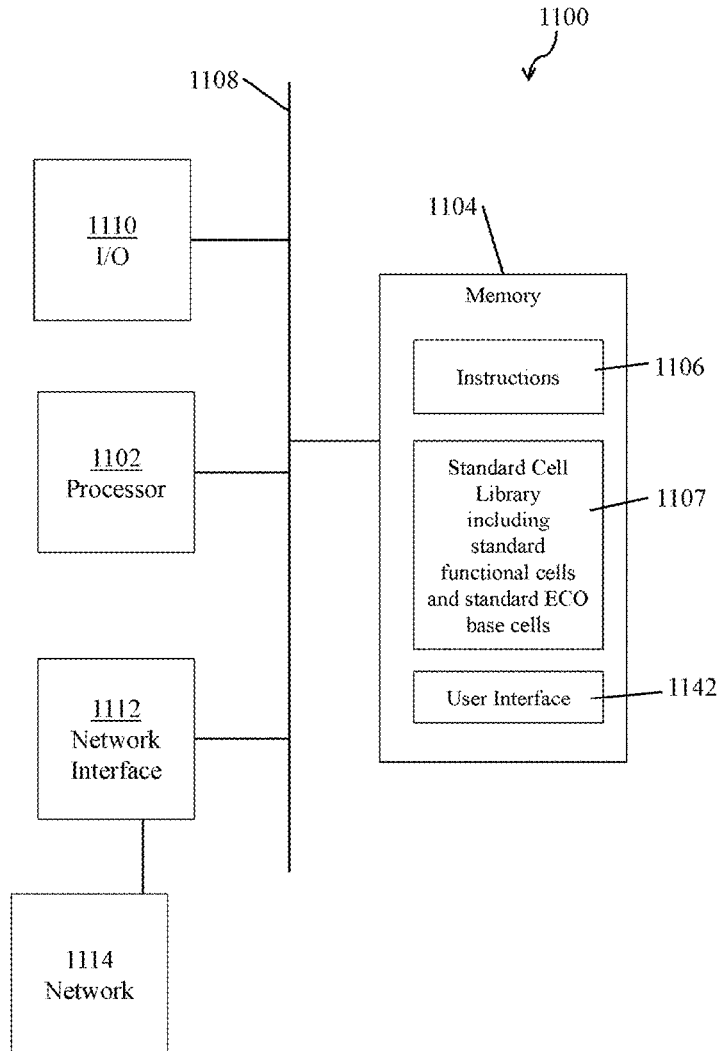 1100
1108
1110
I/O
1104
Memory
Instructions
1106
1102
Processor
Standard Cell
Library
including
standard
functional cells
and standard ECO
base cells
1107
1112
Network
Interface
User Interface
1142
1114
Network